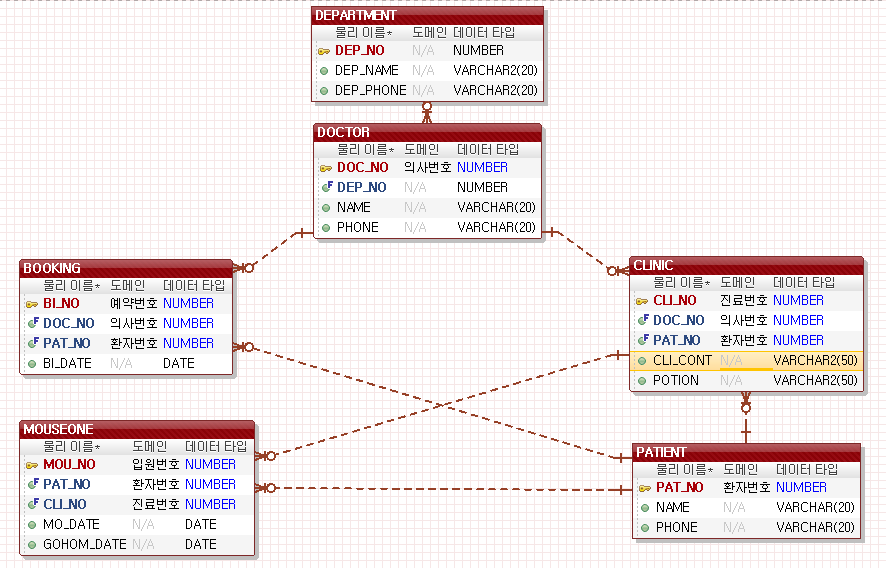 DEPARTMENT
물리 이름* 도메인 데이터 타입
DEP_NO N/A NUMBER
DEP_NAME N/A VARCHAR2(20)
DEP_PHONE N/A VARCHAR2(20)
DOCTOR
물리 이름* 도메인 데이터 타입
DOC_NO 의사번호 NUMBER
F DEP_NO N/A NUMBER
NAME N/A VARCHAR(20)
PHONE N/A VARCHAR(20)
BOOKING
물리 이름* 도메인 데이터 타입
BI_NO 예약번호 NUMBER
F DOC_NO 의사번호 NUMBER
F PAT_NO 환자번호 NUMBER
BI_DATE N/A DATE
CLINIC
물리 이름* 도메인 데이터 타입
CLI_NO 진료번호 NUMBER
F DOC_NO 의사번호 NUMBER
F PAT_NO 환자번호 NUMBER
CLI_CONT N/A VARCHAR2(50)
POTION N/A VARCHAR2(50)
MOUSEONE
물리 이름* 도메인 데이터 타입
MOU_NO 입원번호 NUMBER
F PAT_NO 환자번호 NUMBER
F CLI_NO 진료번호 NUMBER
MO_DATE N/A DATE
GOHOM_DATE N/A DATE
PATIENT
물리 이름* 도메인 데이터 타입
PAT_NO 환자번호 NUMBER
NAME N/A VARCHAR(20)
PHONE N/A VARCHAR(20)